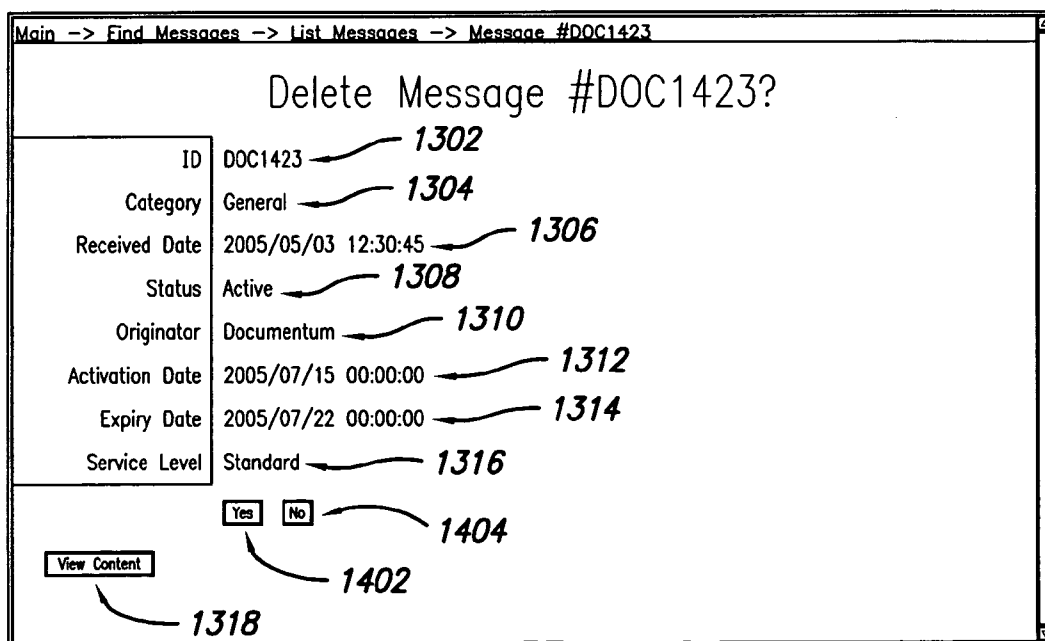 Main -> Find Messages -> List Messages -> Message #DOC1423
Delete Message #DOC1423?
ID DOC1423 1302
Category General 1304
Received Date 2005/05/03 12:30:45 1306
Status Active 1308
Originator Documentum 1310
Activation Date 2005/07/15 00:00:00 1312
Expiry Date 2005/07/22 00:00:00 1314
Service Level Standard 1316
Yes No 1404
View Content 1402
1318